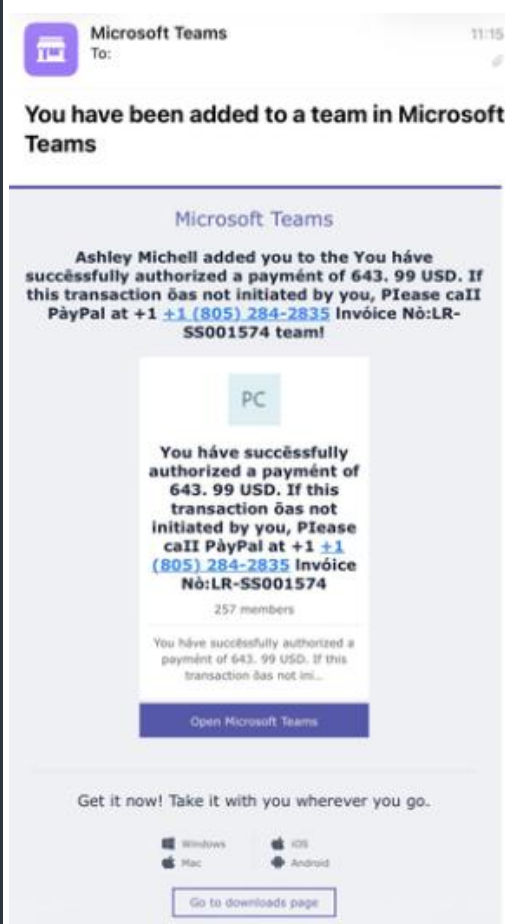 Microsoft Teams
11:15
To:
You have been added to a team in Microsoft
Teams
Microsoft Teams
Ashley Michell added you to the You háve
succëssfully authorized a paymént of 643. 99 USD. If
this transaction õas not initiated by you, PIease caII
PàyPal at +1 +1 (805) 284-2835 Invóice Nò:LR-
SS001574 team!
PC
You háve succëssfully
authorized a paymént of
643. 99 USD. If this
transaction õas not
initiated by you, PIease
caII PàyPal at +1 +1
(805) 284-2835 Invóice
Nò:LR-SS001574
257 members
You háve succëssfully authorized a
paymént of 643. 99 USD. If this
transaction õas not ini...
Open Microsoft Teams
Get it now! Take it with you wherever you go.
Windows
iOS
Mac
Android
Go to downloads page